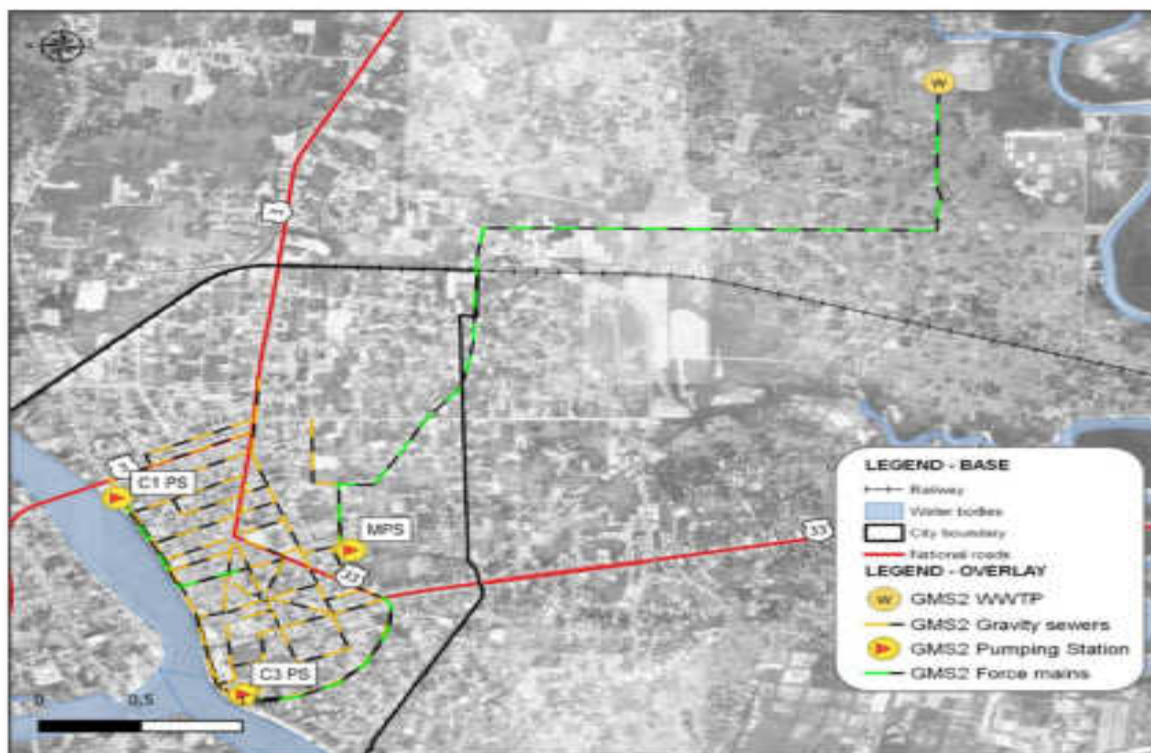 W
C1 PS
MPS
33
33
C3 PS
0 0.5
LEGEND - BASE
Railway
Water bodies
City boundary
National roads
LEGEND - OVERLAY
W GMS2 WWTP
GMS2 Gravity sewers
GMS2 Pumping Station
GMS2 Force mains